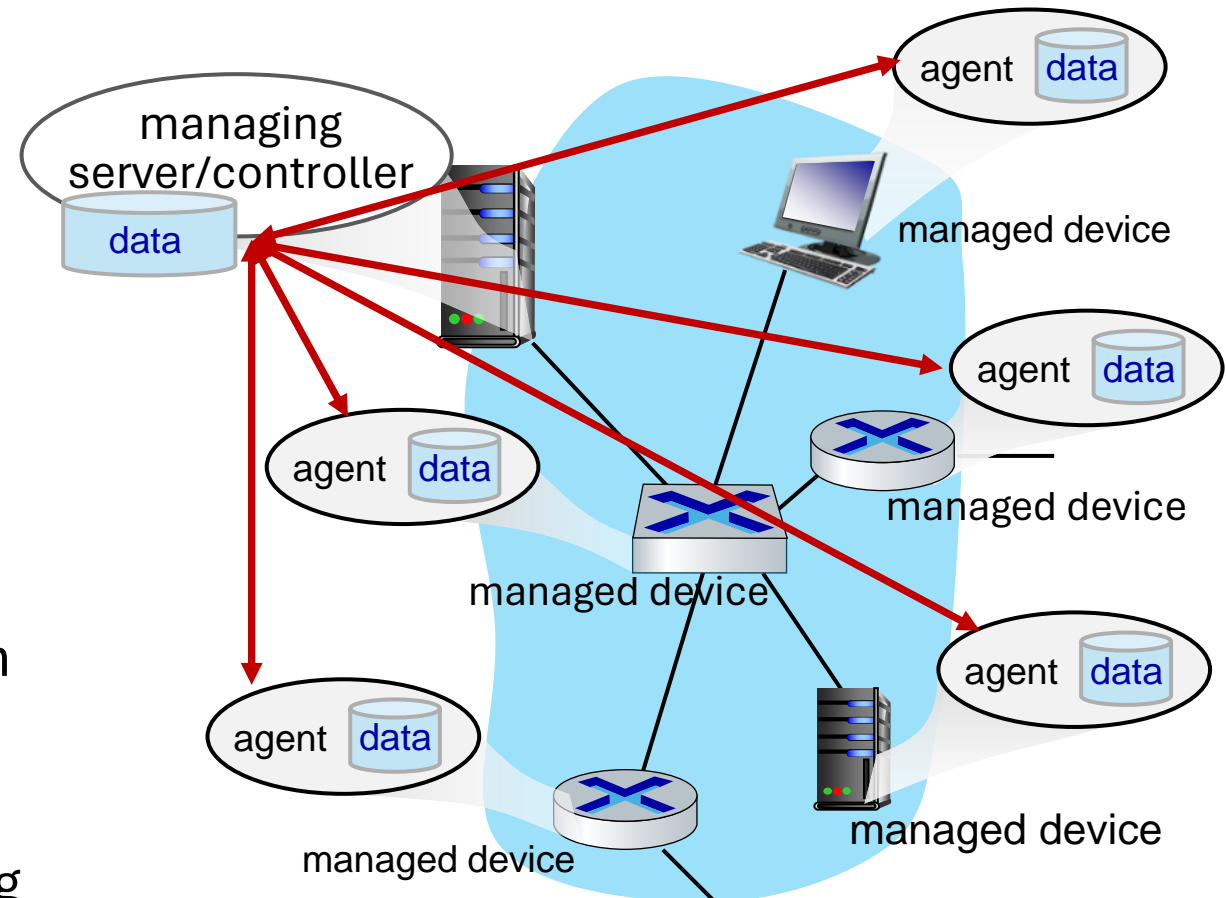 agent data
managing
server/controller
data
managed device
agent data
agent data
managed device
managed device
n
agent data
agent data
managed device
managed device
g